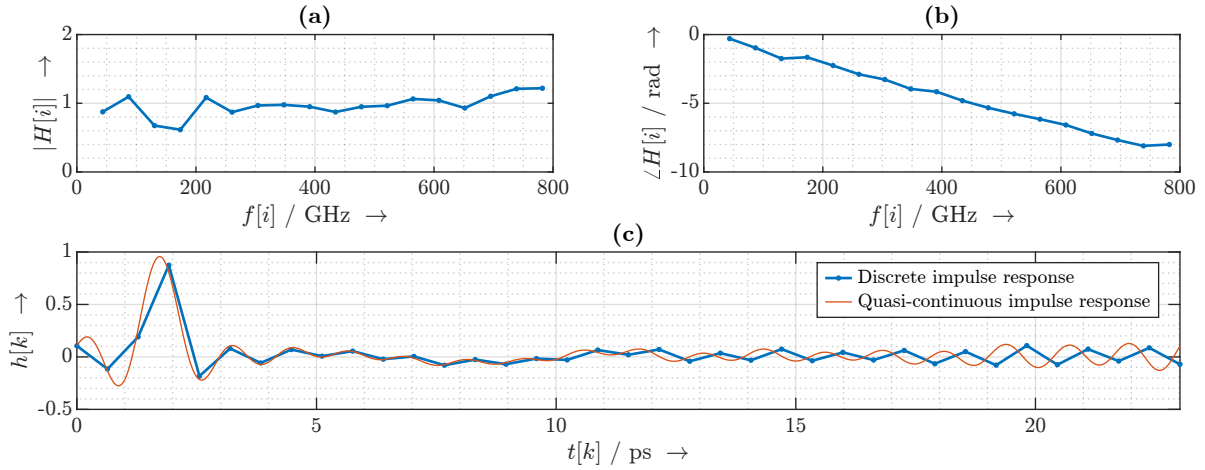 (a)
2
1
0
0 200 400 600 800
|H[i]| →
f[i] / GHz →
(b)
0
-5
-10
0 200 400 600 800
∠H[i] / rad →
f[i] / GHz →
(c)
1
0.5
0
-0.5
0 5 10 15 20
h[k] →
t[k] / ps →
Discrete impulse response
Quasi-continuous impulse response